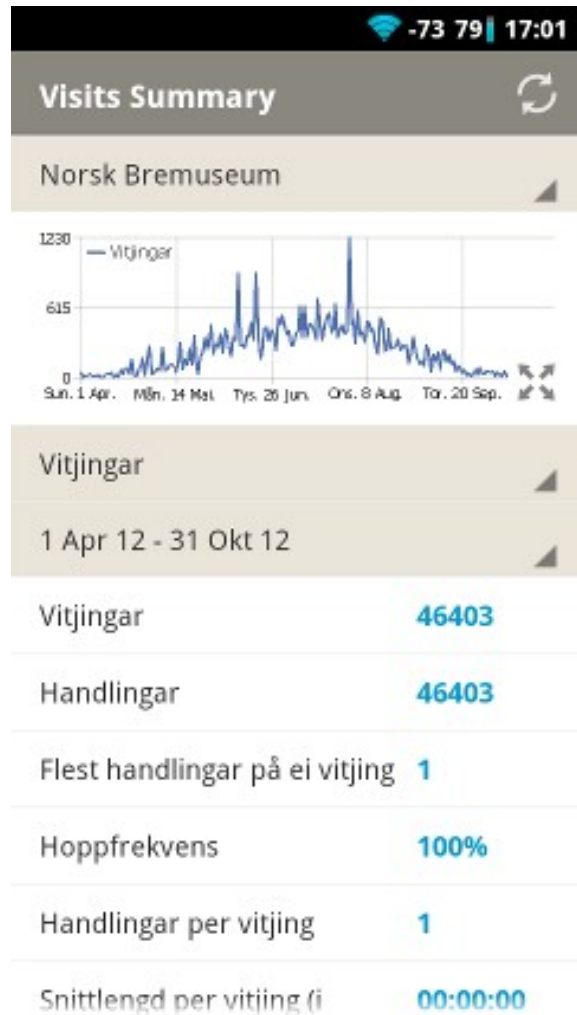 -73 79 17:01
Visits Summary
Norsk Bremuseum
1230
Vitjingar
615
0
Sun. 1 Apr. Mån. 14 Mai. Tys. 26 Jun. Ons. 8 Aug. Tor. 20 Sep.
Vitjingar
1 Apr 12 - 31 Okt 12
Vitjingar 46403
Handlingar 46403
Flest handlingar på ei vitjing 1
Hoppfrekvens 100%
Handlingar per vitjing 1
Snittlengd per vitjing (i 00:00:00